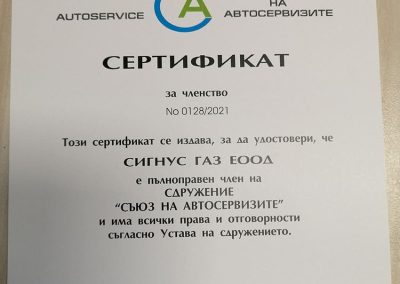 НА
AUTOSERVICE
АВТОСЕРВИЗИТЕ
СЕРТИФИКАТ
за членство
No 0128/2021
Този сертификат се издава, за да удостовери, че
СИГНУС ГАЗ ЕООД
е пълноправен член на
СДРУЖЕНИЕ
"СЪЮЗ НА АВТОСЕРВИЗИТЕ"
и има всички права и отговорности
съгласно Устава на сдружението.